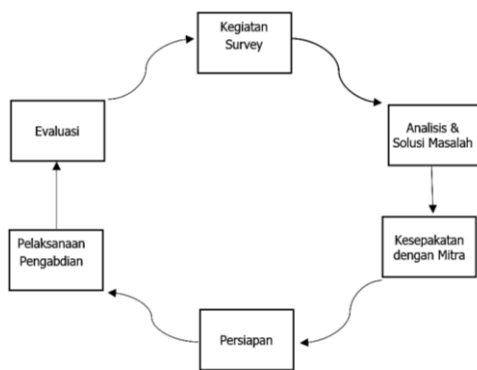 Kegiatan
Survey
Analisis &
Solusi Masalah
Kesepakatan
dengan Mitra
Persiapan
Pelaksanaan
Pengabdian
Evaluasi